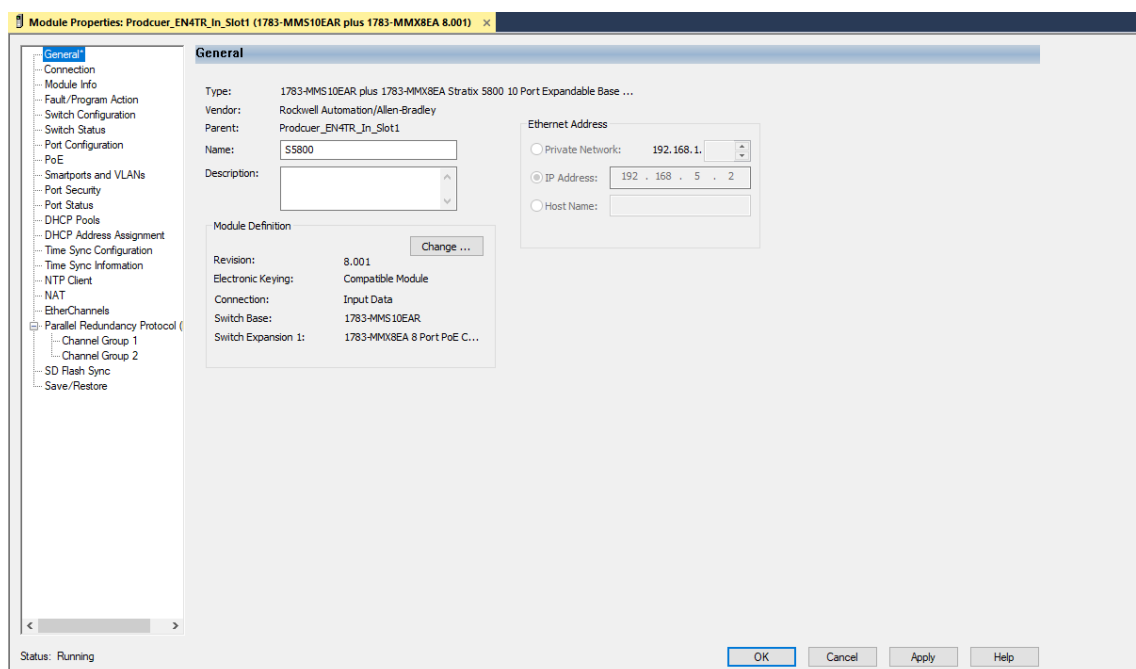 Module Properties: Prodcuer_EN4TR_In_Slot1 (1783-MMS10EAR plus 1783-MMX8EA 8.001) ×
General*
Connection
Module Info
Fault/Program Action
Switch Configuration
Switch Status
Port Configuration
PoE
Smartports and VLANs
Port Security
Port Status
DHCP Pools
DHCP Address Assignment
Time Sync Configuration
Time Sync Information
NTP Client
NAT
EtherChannels
Parallel Redundancy Protocol (
Channel Group 1
Channel Group 2
SD Flash Sync
Save/Restore
General
Type: 1783-MMS10EAR plus 1783-MMX8EA Stratix 5800 10 Port Expandable Base ...
Vendor: Rockwell Automation/Allen-Bradley
Parent: Prodcuer_EN4TR_In_Slot1
Name: S5800
Description:
Module Definition
Change ...
Revision: 8.001
Electronic Keying: Compatible Module
Connection: Input Data
Switch Base: 1783-MMS10EAR
Switch Expansion 1: 1783-MMX8EA 8 Port PoE C...
Ethernet Address
Private Network: 192.168.1.
IP Address: 192 . 168 . 5 . 2
Host Name:
Status: Running
OK
Cancel
Apply
Help